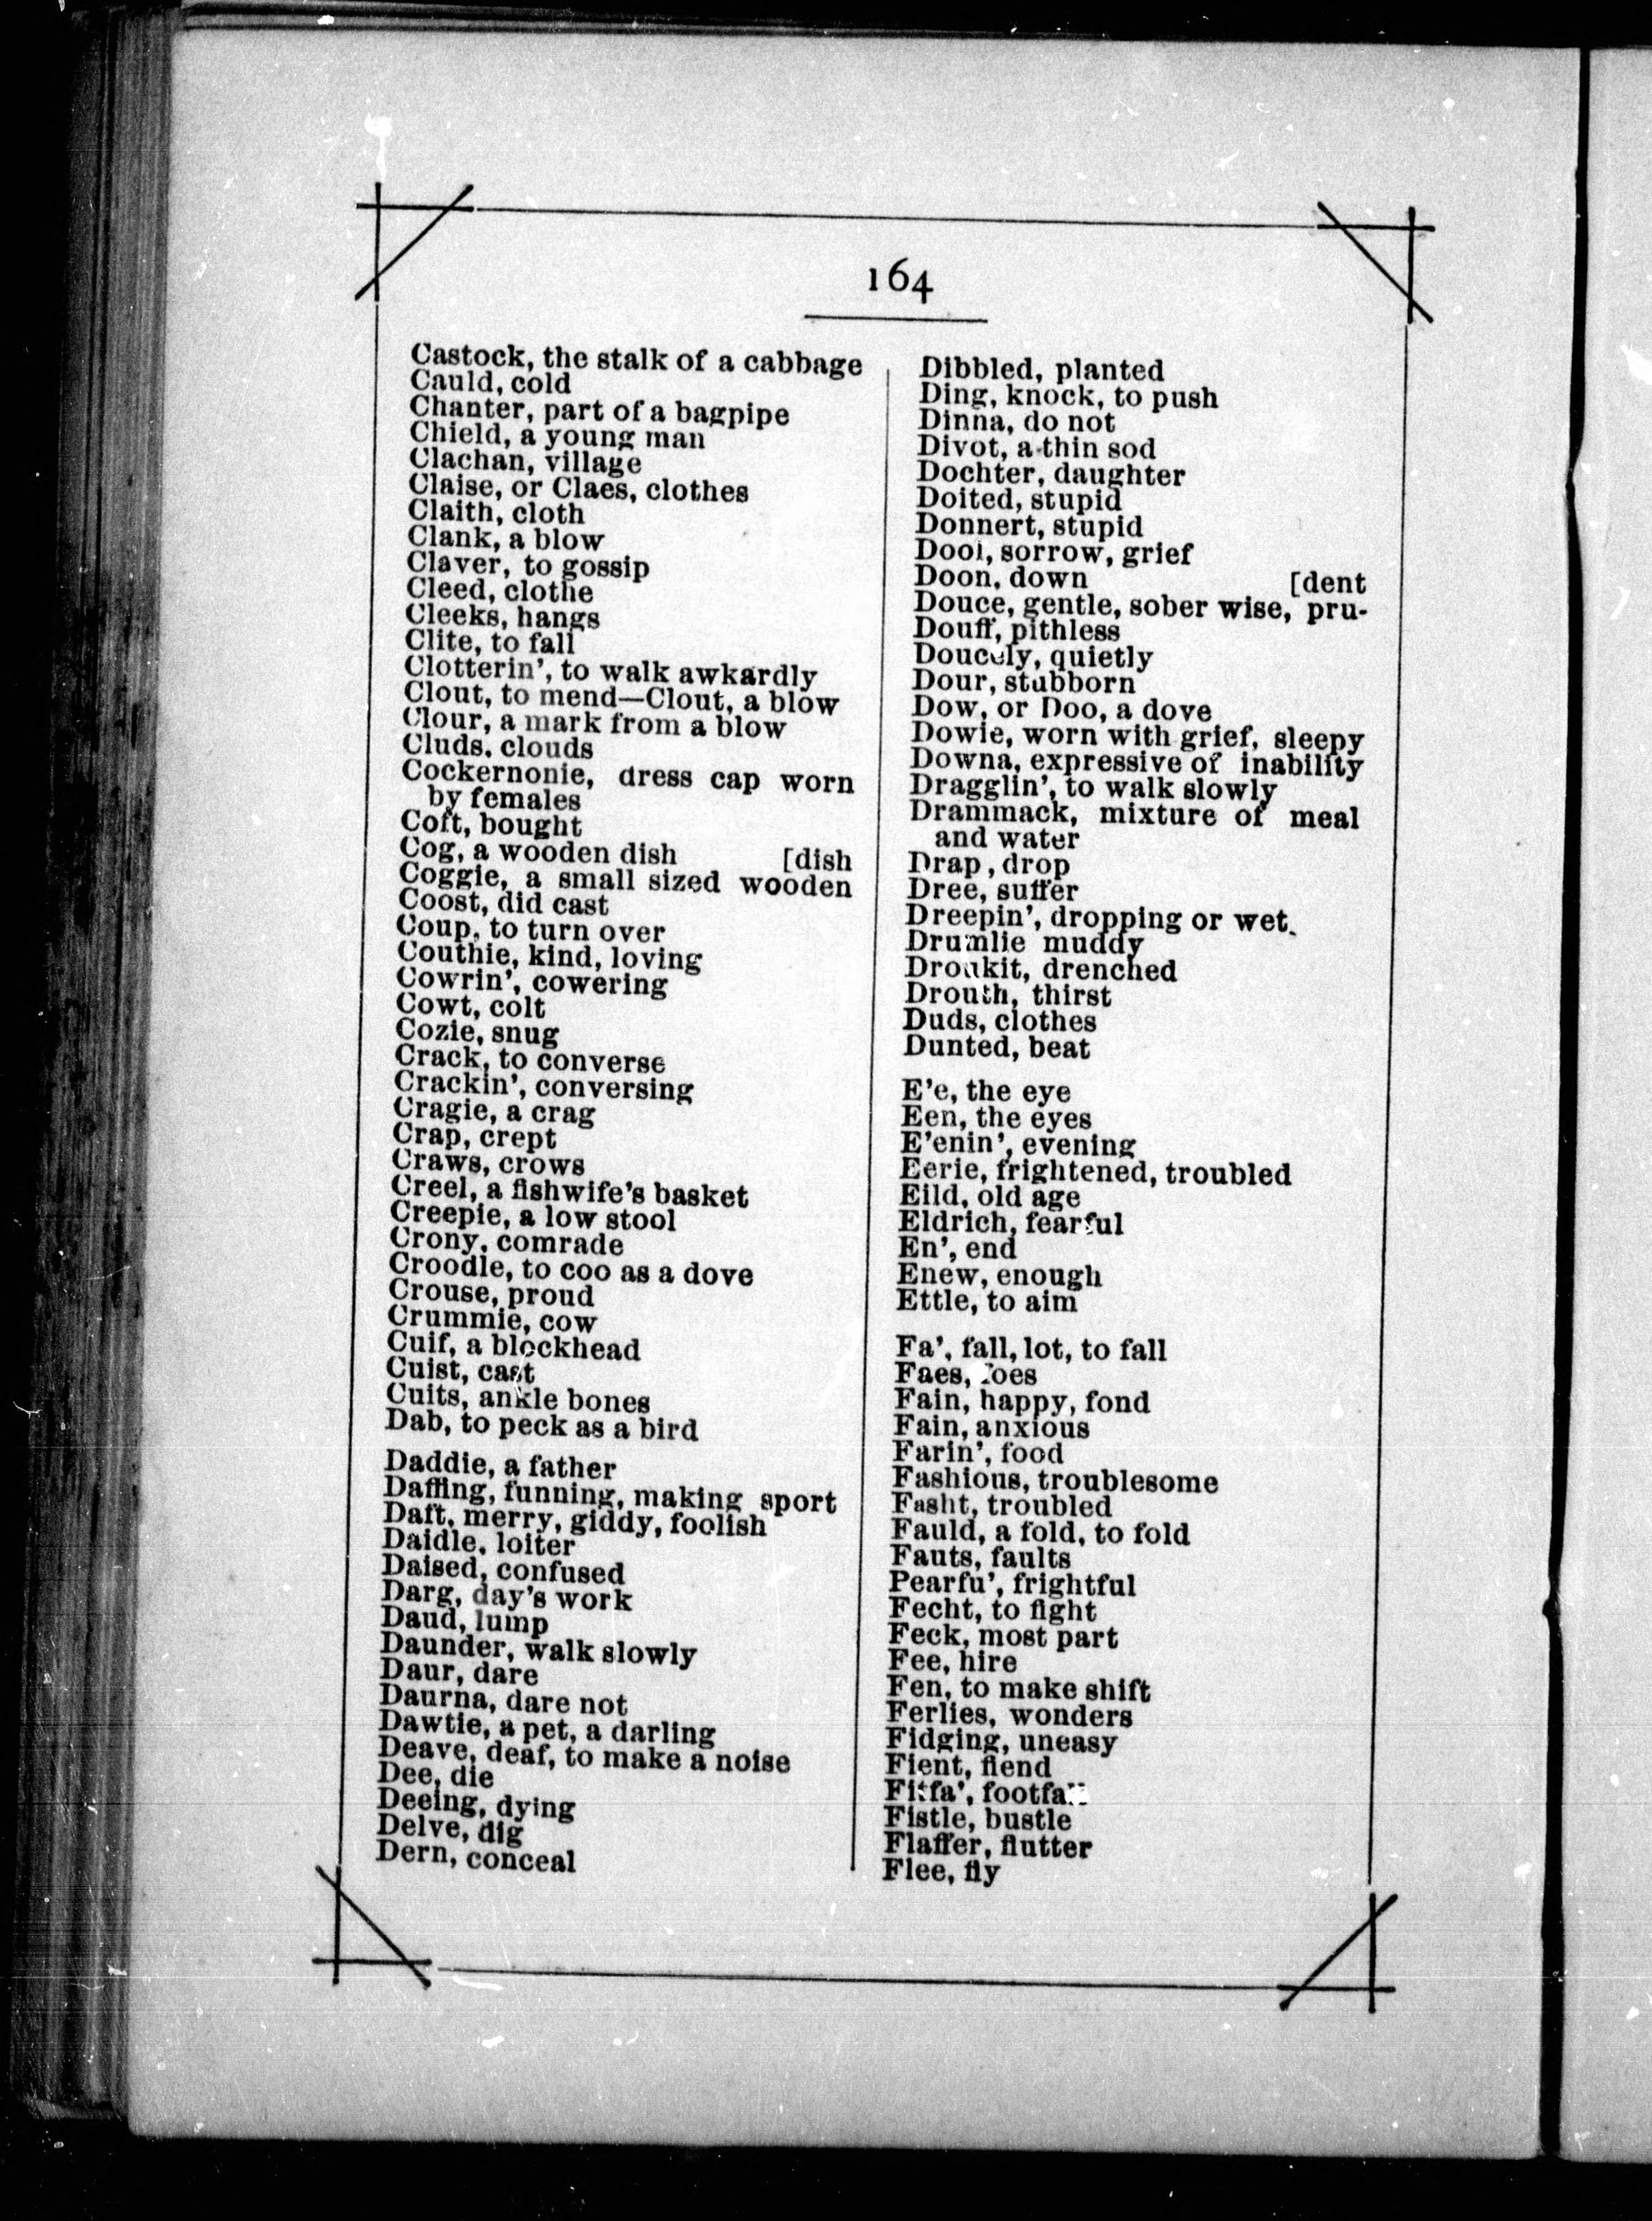 164
Castock, the stalk of a cabbage
Cauld, cold
Chanter, part of a bagpipe
Chield, a young man
Clachan, village
Claise, or Claes, clothes
Claith, cloth
Clank, a blow
Claver, to gossip
Cleed, clothe
Cleeks, hangs
Clite, to fall
Clotterin', to walk awkardly
Clout, to mend—Clout, a blow
Clour, a mark from a blow
Cluds, clouds
Cockernonie, dress cap worn
by females
Coft, bought
Cog, a wooden dish [dish
Coggie, a small sized wooden
Coost, did cast
Coup, to turn over
Couthie, kind, loving
Cowrin', cowering
Cowt, colt
Cozie, snug
Crack, to converse
Crackin', conversing
Cragie, a crag
Crap, crept
Craws, crows
Creel, a fishwife's basket
Creepie, a low stool
Crony, comrade
Croodle, to coo as a dove
Crouse, proud
Crummie, cow
Cuif, a blockhead
Cuist, cast
Cuits, ankle bones
Dab, to peck as a bird
Daddie, a father
Daffing, funning, making sport
Daft, merry, giddy, foolish
Daidle, loiter
Daised, confused
Darg, day's work
Daud, lump
Daunder, walk slowly
Daur, dare
Daurna, dare not
Dawtie, a pet, a darling
Deave, deaf, to make a noise
Dee, die
Deeing, dying
Delve, dig
Dern, conceal
Dibbled, planted
Ding, knock, to push
Dinna, do not
Divot, a thin sod
Dochter, daughter
Doited, stupid
Donnert, stupid
Dool, sorrow, grief
Doon, down [dent
Douce, gentle, sober wise, pru-
Douff, pithless
Doucely, quietly
Dour, stubborn
Dow, or Doo, a dove
Dowie, worn with grief, sleepy
Downa, expressive of inability
Dragglin', to walk slowly
Drammack, mixture of meal
and water
Drap, drop
Dree, suffer
Dreepin', dropping or wet.
Drumlie muddy
Droukit, drenched
Drouth, thirst
Duds, clothes
Dunted, beat
E'e, the eye
Een, the eyes
E'enin', evening
Eerie, frightened, troubled
Eild, old age
Eldrich, fearful
En', end
Enew, enough
Ettle, to aim
Fa', fall, lot, to fall
Faes, foes
Fain, happy, fond
Fain, anxious
Farin', food
Fashious, troublesome
Fasht, troubled
Fauld, a fold, to fold
Fauts, faults
Pearfu', frightful
Fecht, to fight
Feck, most part
Fee, hire
Fen, to make shift
Ferlies, wonders
Fidging, uneasy
Fient, fiend
Fitfa', footfall
Fistle, bustle
Flaffer, flutter
Flee, fly